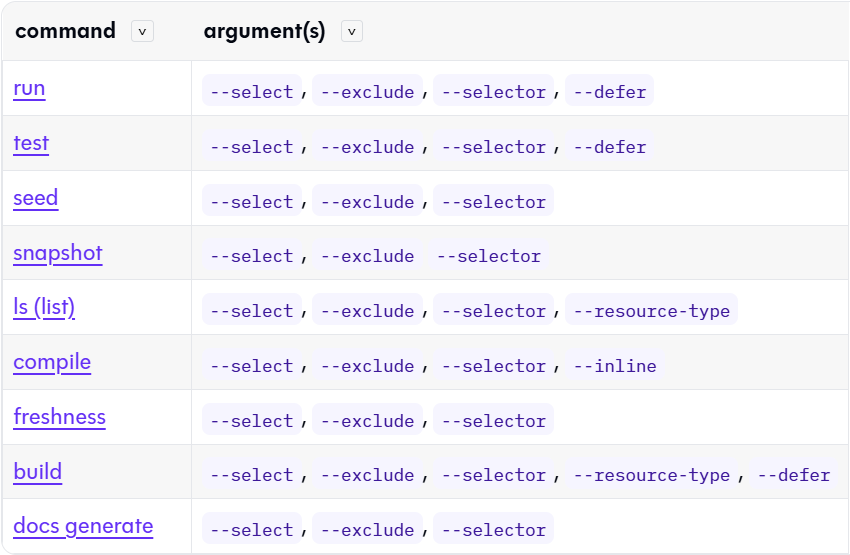 command v argument(s) v
run --select, --exclude, --selector, --defer
test --select, --exclude, --selector, --defer
seed --select, --exclude, --selector
snapshot --select, --exclude --selector
ls (list) --select, --exclude, --selector, --resource-type
compile --select, --exclude, --selector, --inline
freshness --select, --exclude, --selector
build --select, --exclude, --selector, --resource-type, --defer
docs generate --select, --exclude, --selector